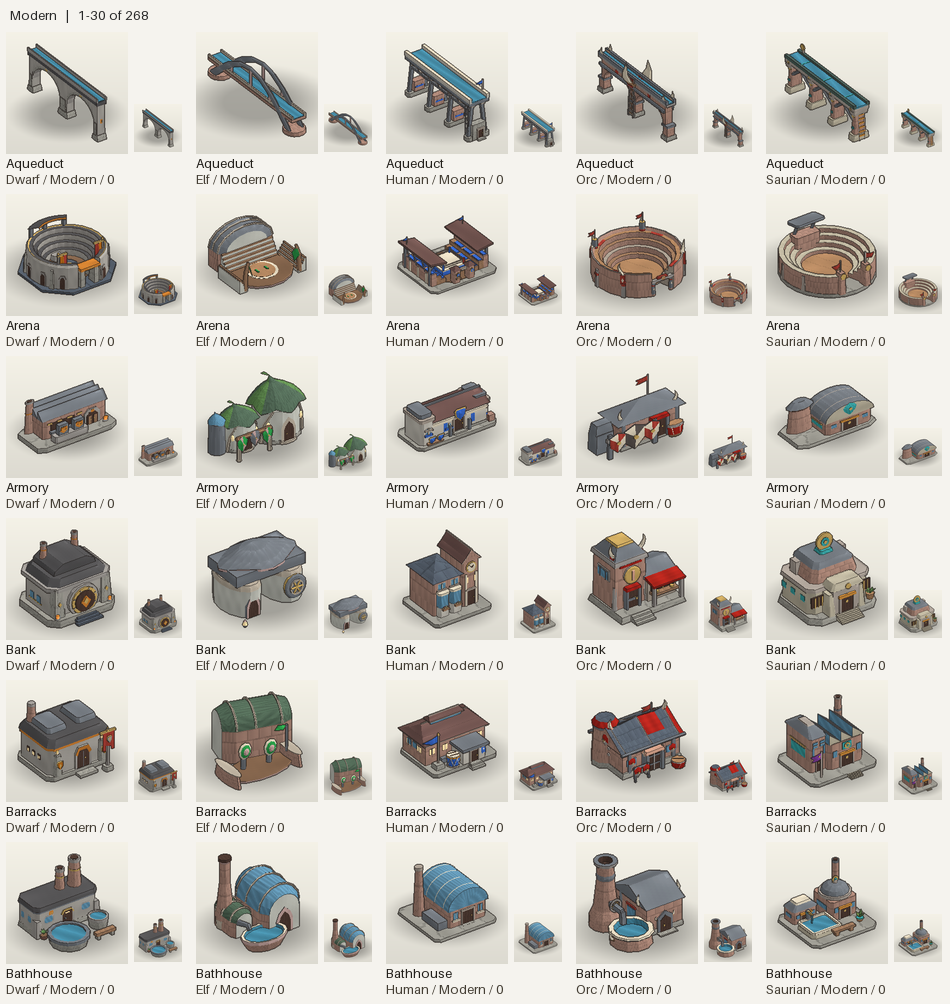 Modern | 1-30 of 268
Aqueduct
Dwarf / Modern / 0
Aqueduct
Elf / Modern / 0
Aqueduct
Human / Modern / 0
Aqueduct
Orc / Modern / 0
Aqueduct
Saurian / Modern / 0
Arena
Dwarf / Modern / 0
Arena
Elf / Modern / 0
Arena
Human / Modern / 0
Arena
Orc / Modern / 0
Arena
Saurian / Modern / 0
Armory
Dwarf / Modern / 0
Armory
Elf / Modern / 0
Armory
Human / Modern / 0
Armory
Orc / Modern / 0
Armory
Saurian / Modern / 0
Bank
Dwarf / Modern / 0
Bank
Elf / Modern / 0
Bank
Human / Modern / 0
Bank
Orc / Modern / 0
Bank
Saurian / Modern / 0
Barracks
Dwarf / Modern / 0
Barracks
Elf / Modern / 0
Barracks
Human / Modern / 0
Barracks
Orc / Modern / 0
Barracks
Saurian / Modern / 0
Bathhouse
Dwarf / Modern / 0
Bathhouse
Elf / Modern / 0
Bathhouse
Human / Modern / 0
Bathhouse
Orc / Modern / 0
Bathhouse
Saurian / Modern / 0